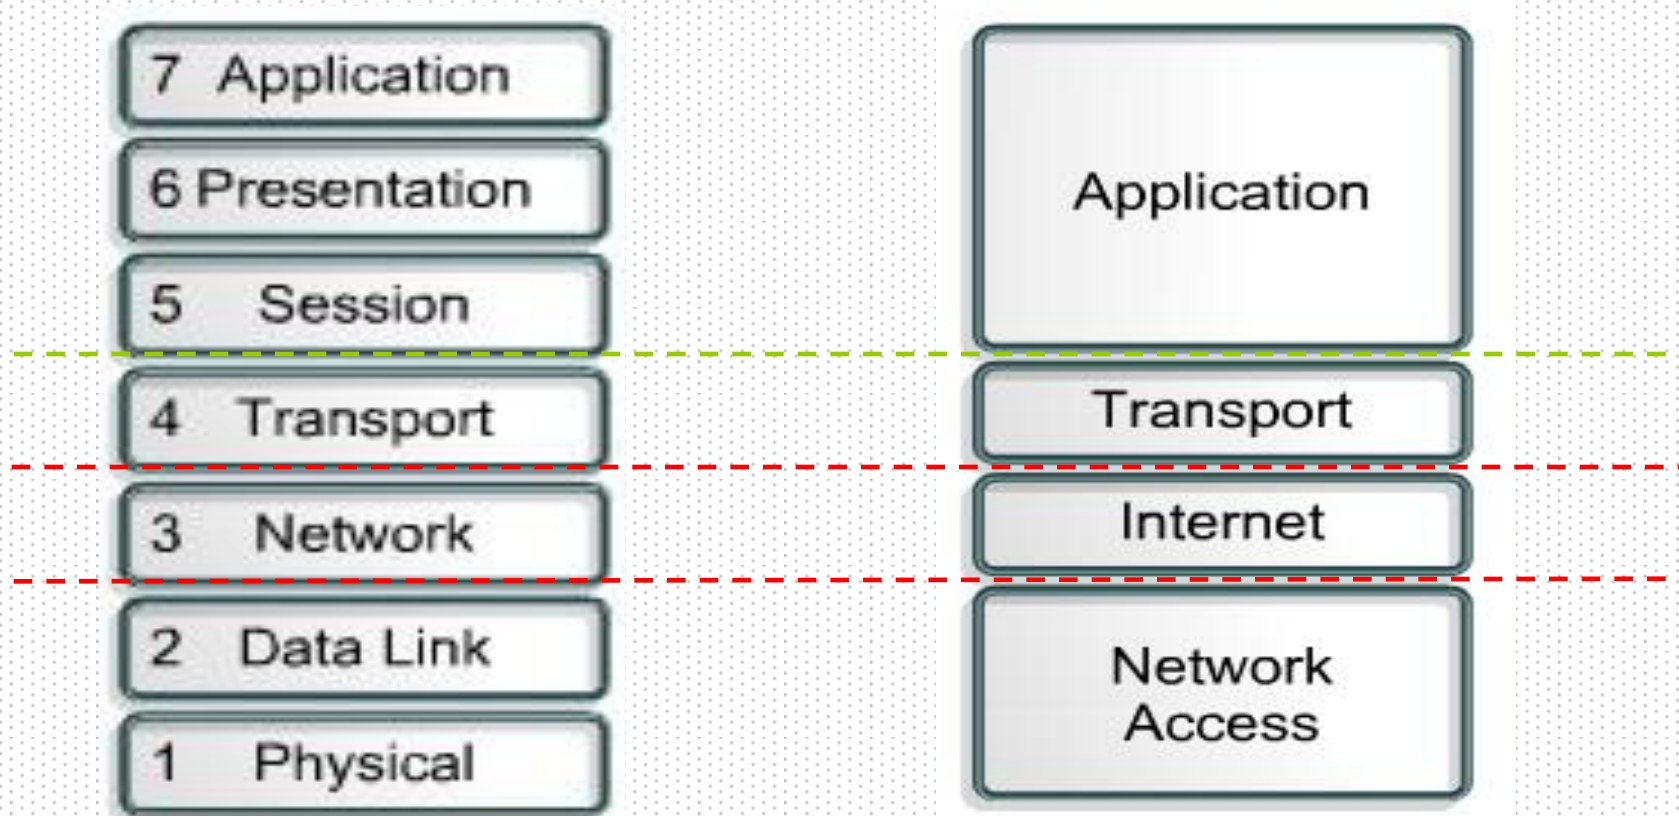 7 Application
6 Presentation
5 Session
4 Transport
3 Network
2 Data Link
1 Physical
Application
Transport
Internet
Network
Access